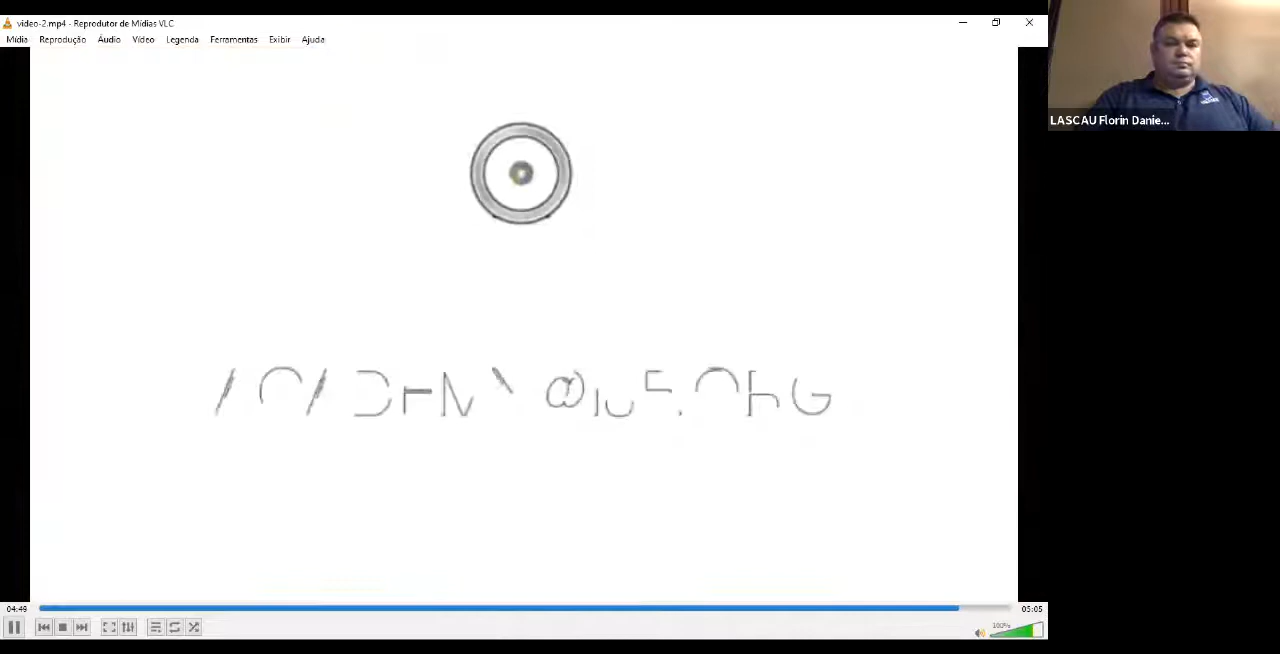 video-2.mp4 - Reprodutor de Mídias VLC
Mídia Reprodução Áudio Vídeo Legenda Ferramentas Exibir Ajuda
LASCAU Florin Danie...
04:49
05:05
100%